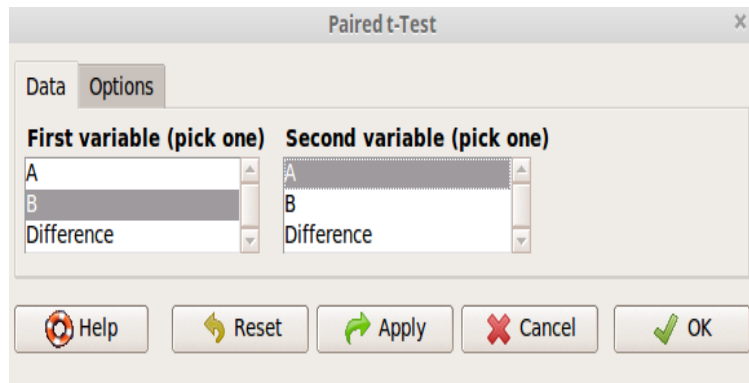 Paired t-Test
Data Options
First variable (pick one) Second variable (pick one)
A A
B B
Difference Difference
Help Reset Apply Cancel OK